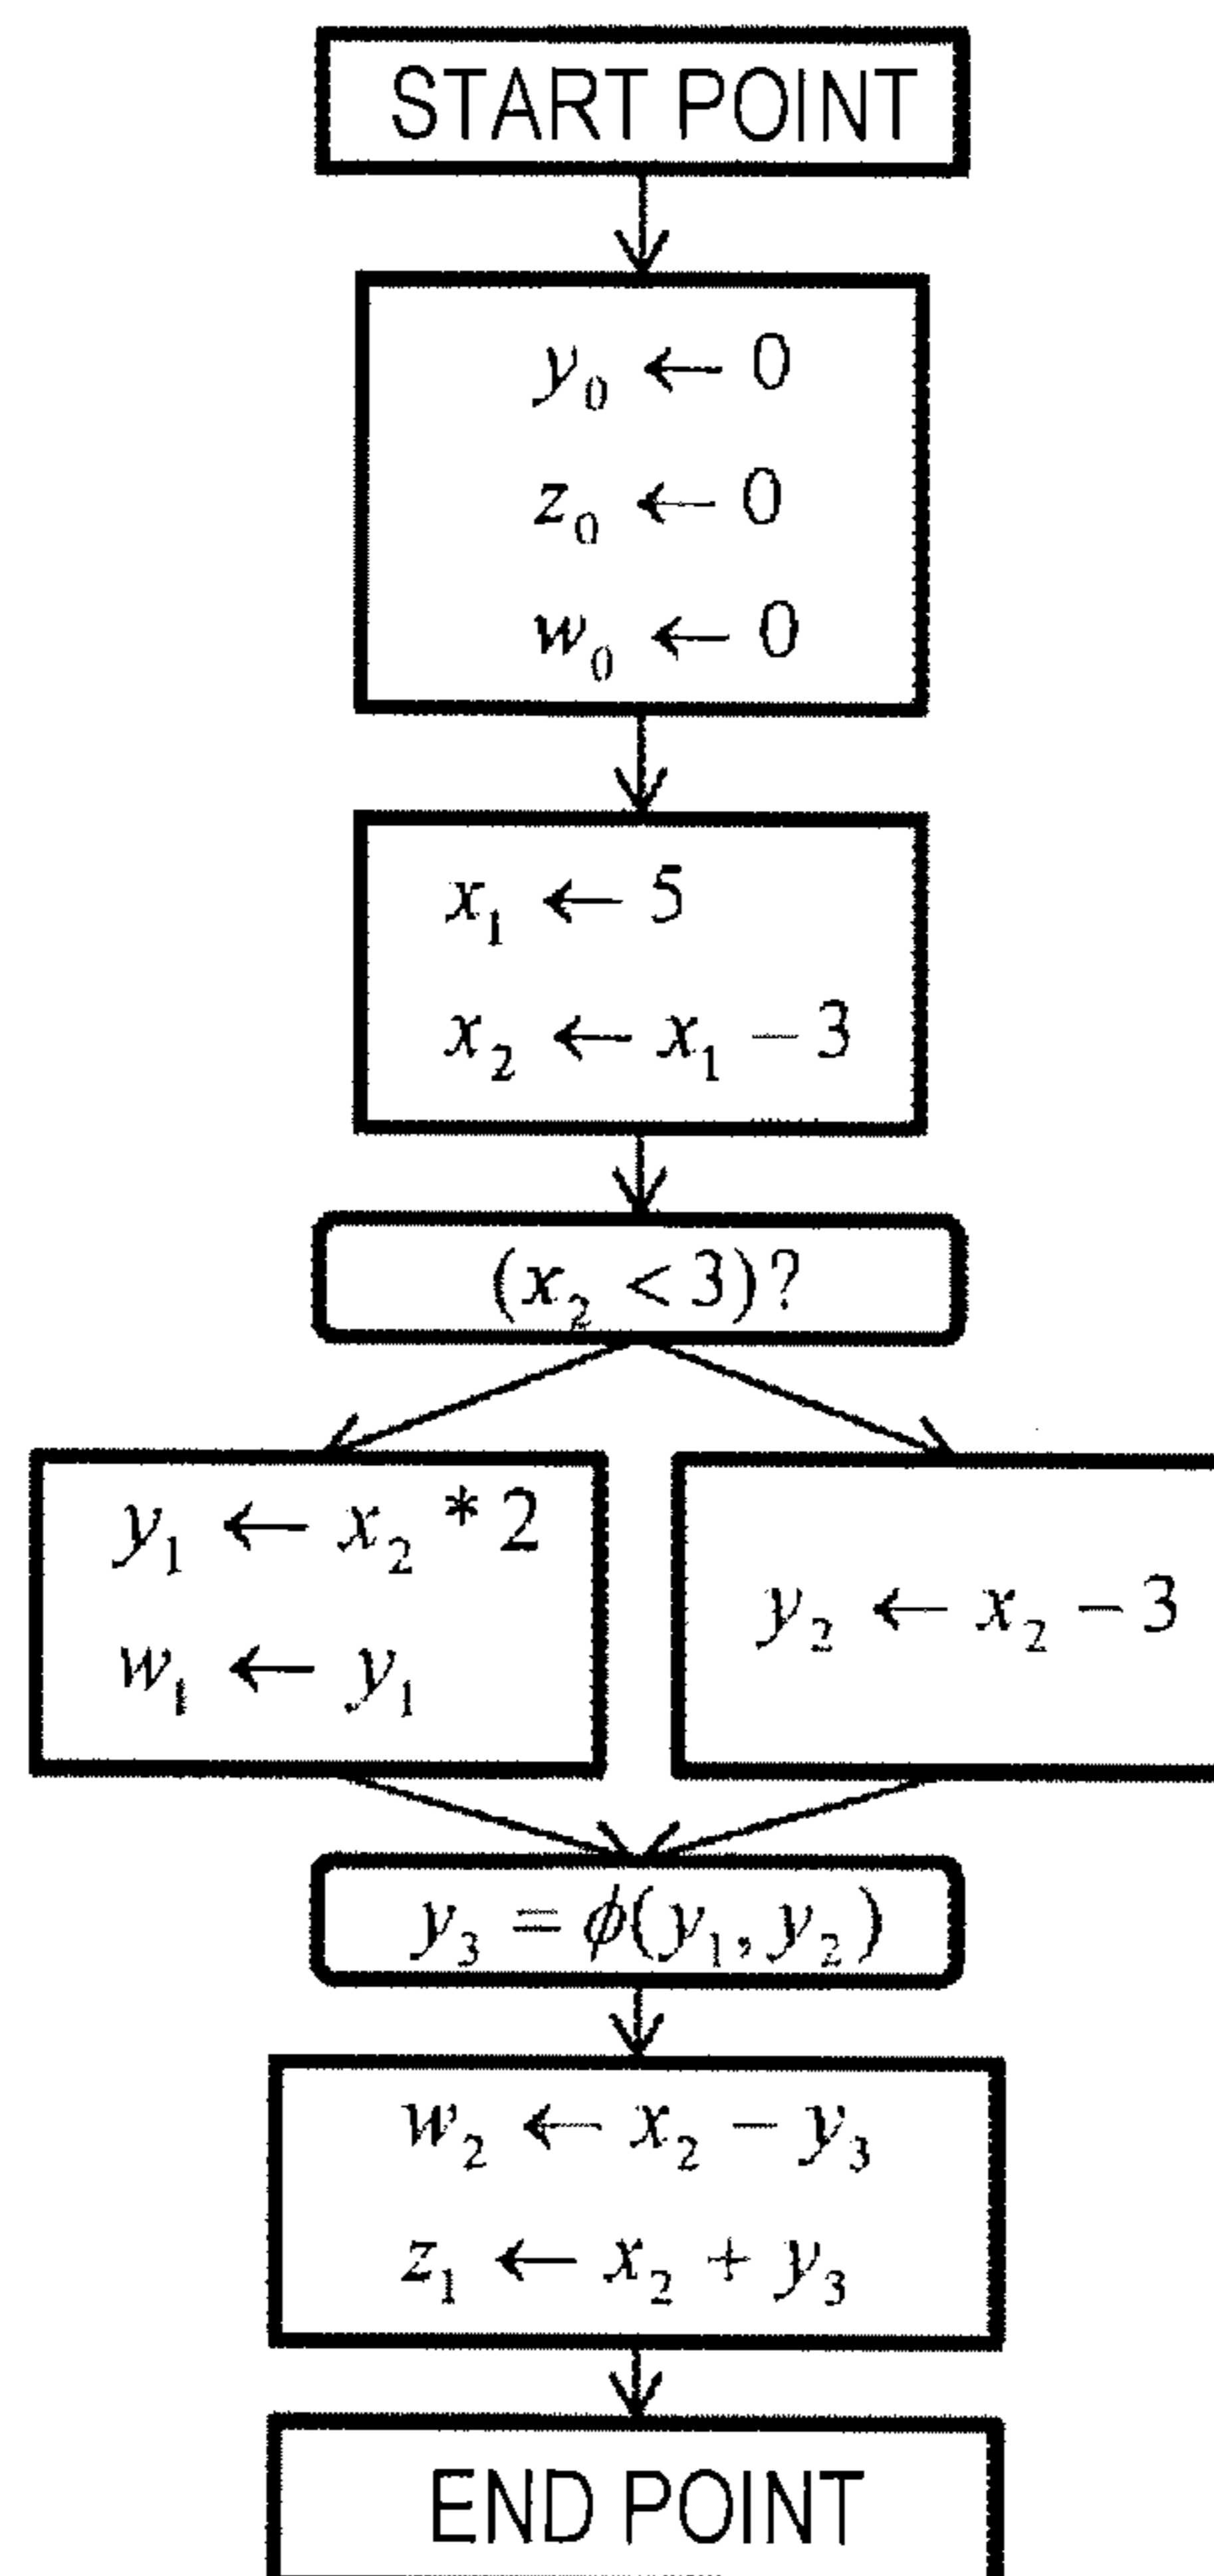 START POINT
y₀ ← 0
z₀ ← 0
w₀ ← 0
x₁ ← 5
x₂ ← x₁ − 3
(x₂ < 3)?
y₁ ← x₂ * 2
w₁ ← y₁
y₂ ← x₂ − 3
y₃ = ϕ(y₁, y₂)
w₂ ← x₂ − y₃
z₁ ← x₂ + y₃
END POINT